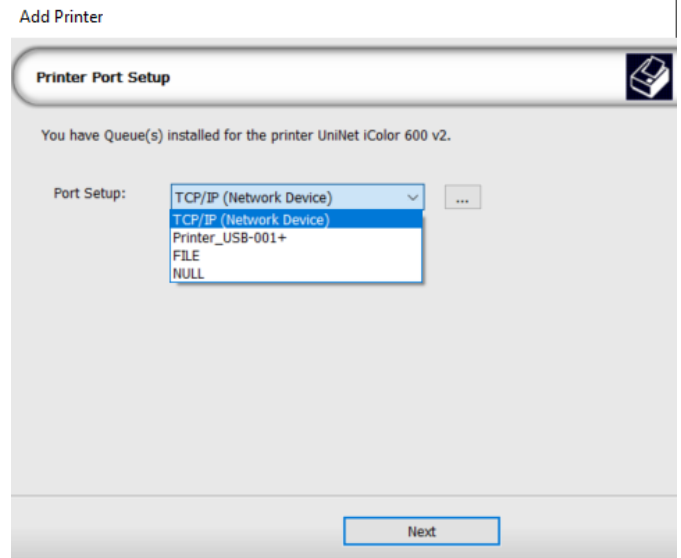 Add Printer
Printer Port Setup
You have Queue(s) installed for the printer UniNet iColor 600 v2.
Port Setup: TCP/IP (Network Device) ...
TCP/IP (Network Device)
Printer_USB-001+
FILE
NULL
Next